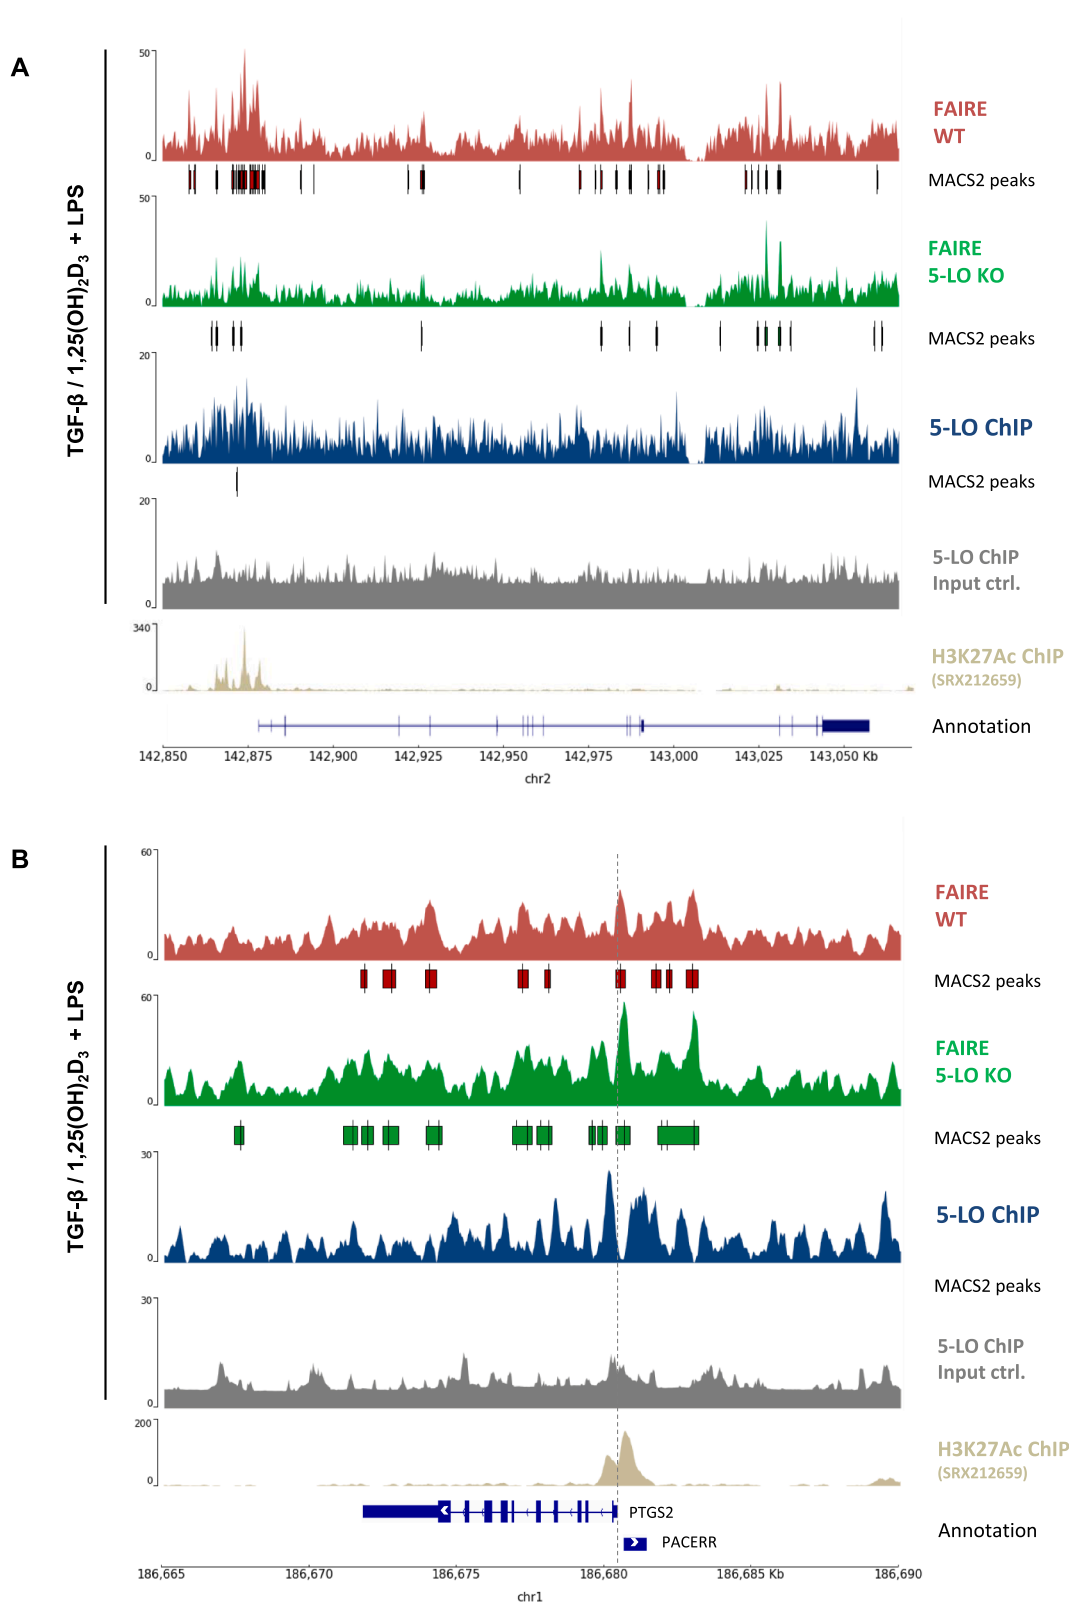 A
TGF-β / 1,25(OH)₂D₃ + LPS
50
0
FAIRE
WT
MACS2 peaks
50
0
FAIRE
5-LO KO
MACS2 peaks
20
0
5-LO ChIP
MACS2 peaks
20
0
5-LO ChIP
Input ctrl.
340
0
H3K27Ac ChIP
(SRX212659)
Annotation
142,850 142,875 142,900 142,925 142,950 142,975 143,000 143,025 143,050 Kb
chr2
B
TGF-β / 1,25(OH)₂D₃ + LPS
60
0
FAIRE
WT
MACS2 peaks
60
0
FAIRE
5-LO KO
MACS2 peaks
30
0
5-LO ChIP
MACS2 peaks
30
0
5-LO ChIP
Input ctrl.
200
0
H3K27Ac ChIP
(SRX212659)
PTGS2
PACERR
Annotation
186,665 186,670 186,675 186,680 186,685 Kb 186,690
chr1